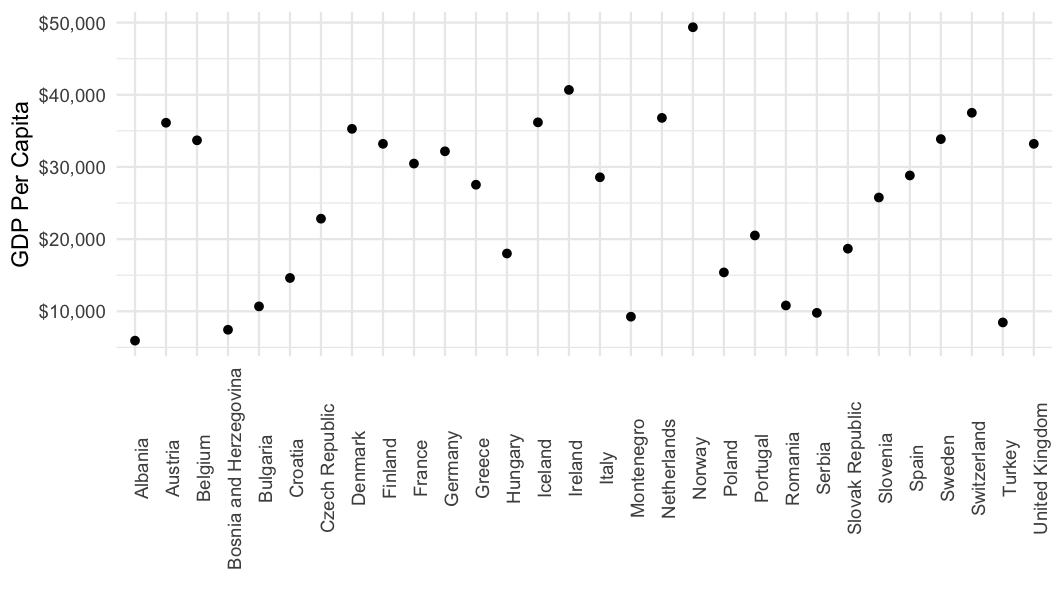 $50,000
$40,000
$30,000
$20,000
$10,000
GDP Per Capita
Albania
Austria
Belgium
Bosnia and Herzegovina
Bulgaria
Croatia
Czech Republic
Denmark
Finland
France
Germany
Greece
Hungary
Iceland
Ireland
Italy
Montenegro
Netherlands
Norway
Poland
Portugal
Romania
Serbia
Slovak Republic
Slovenia
Spain
Sweden
Switzerland
Turkey
United Kingdom